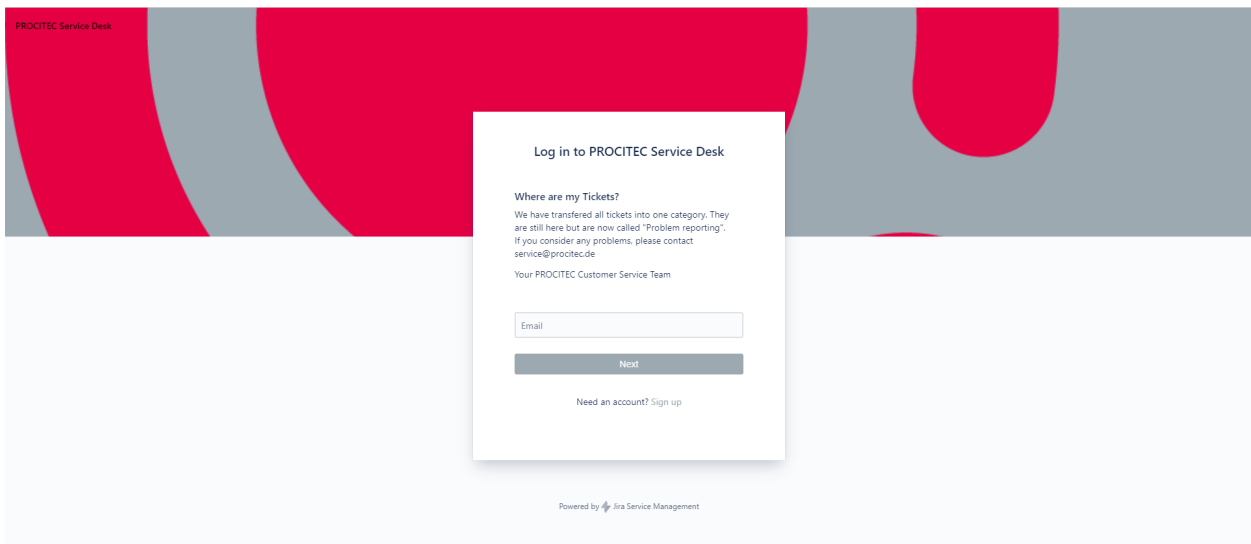 PROCITEC Service Desk
Log in to PROCITEC Service Desk
Where are my Tickets?
We have transfered all tickets into one category. They
are still here but are now called "Problem reporting".
If you consider any problems, please contact
service@procitec.de
Your PROCITEC Customer Service Team
Email
Next
Need an account? Sign up
Powered by Jira Service Management